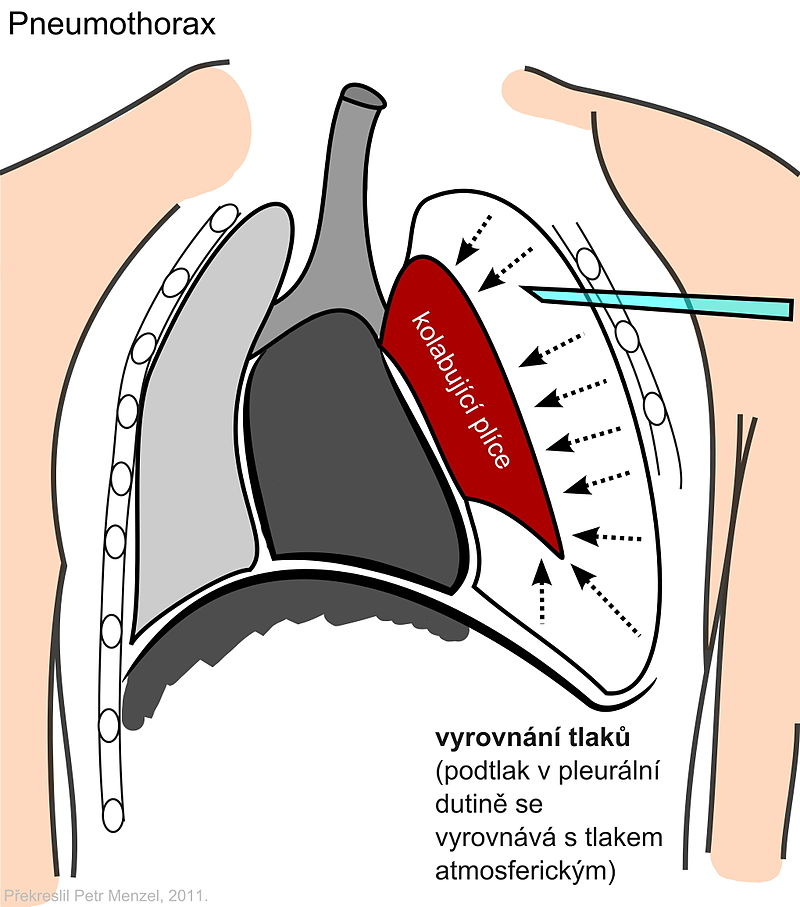 Pneumothorax
kolabující plíce
vyrovnání tlaků
(podtlak v pleurální
dutině se
vyrovnává s tlakem
atmosferickým)
Překreslil Petr Menzel, 2011.